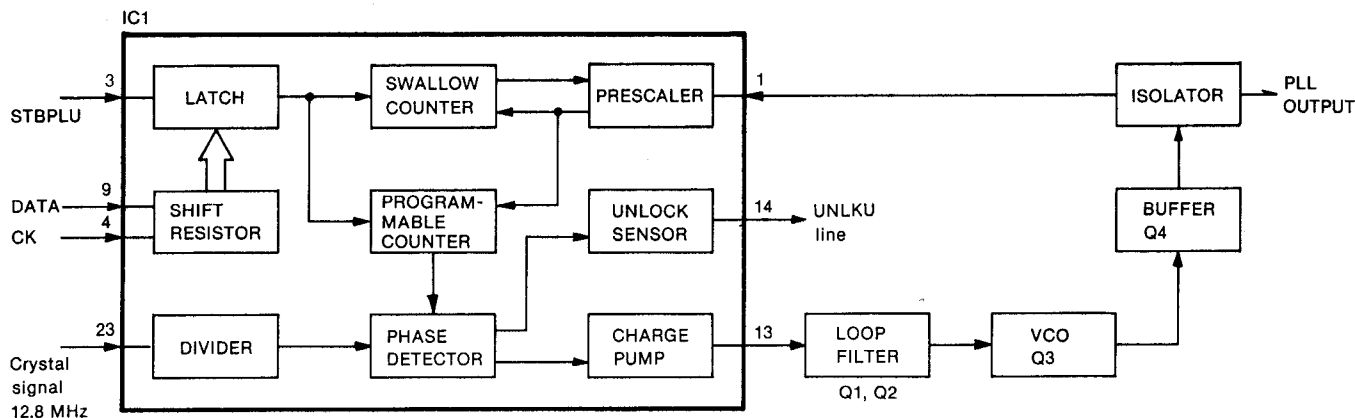 IC1
3
STBPLU
LATCH
SWALLOW
COUNTER
PRESCALER
1
ISOLATOR
PLL
OUTPUT
DATA
9
CK
4
SHIFT
RESISTOR
PROGRAM-
MABLE
COUNTER
UNLOCK
SENSOR
14
UNLKU
line
BUFFER
Q4
23
Crystal
signal
12.8 MHz
DIVIDER
PHASE
DETECTOR
CHARGE
PUMP
13
LOOP
FILTER
Q1, Q2
VCO
Q3